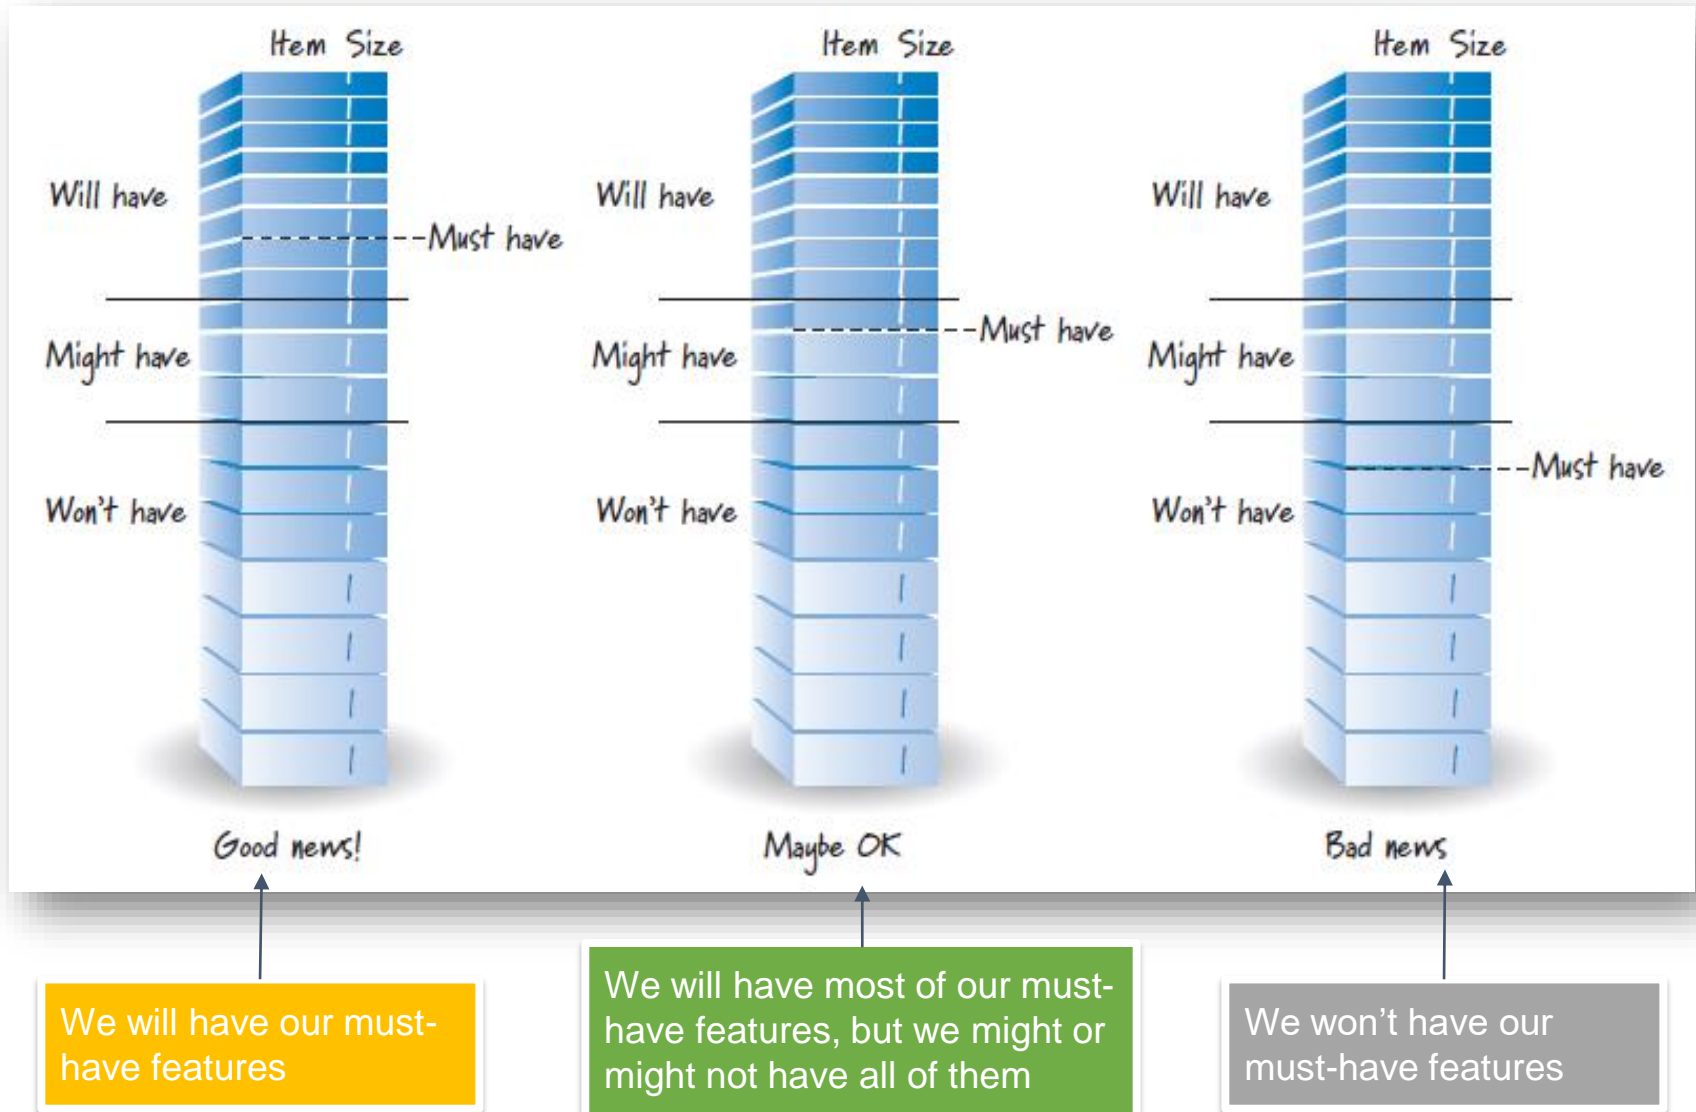 Item Size
Will have
Must have
Might have
Won't have
Good news!
Item Size
Will have
Must have
Might have
Won't have
Maybe OK
Item Size
Will have
Might have
Must have
Won't have
Bad news
We will have our must-
have features
We will have most of our must-
have features, but we might or
might not have all of them
We won’t have our
must-have features